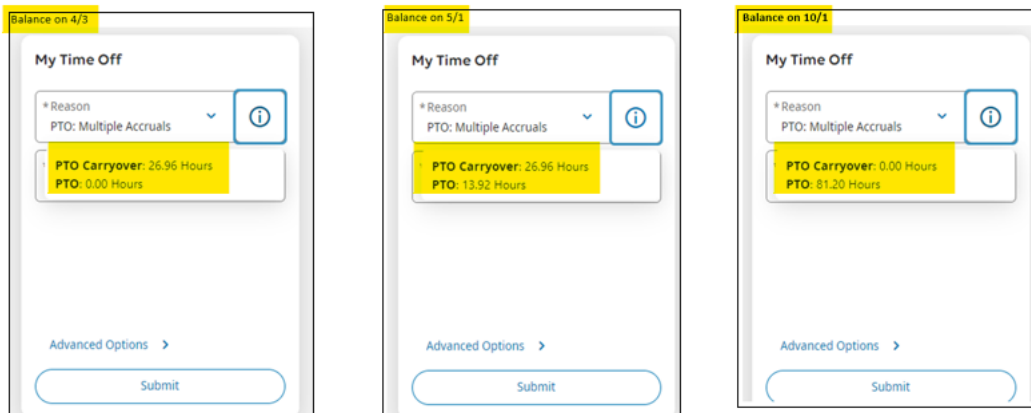 Balance on 4/3
My Time Off
*Reason
PTO: Multiple Accruals
PTO Carryover: 26.96 Hours
PTO: 0.00 Hours
Advanced Options >
Submit
Balance on 5/1
My Time Off
*Reason
PTO: Multiple Accruals
PTO Carryover: 26.96 Hours
PTO: 13.92 Hours
Advanced Options >
Submit
Balance on 10/1
My Time Off
*Reason
PTO: Multiple Accruals
PTO Carryover: 0.00 Hours
PTO: 81.20 Hours
Advanced Options >
Submit